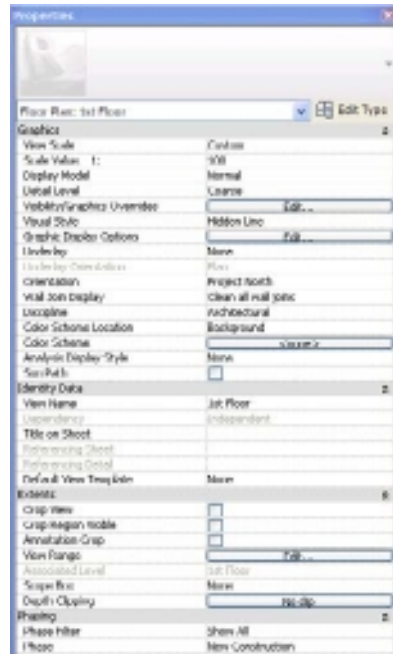 Properties
Floor Plan: 1st Floor
Edit Type
Graphics
View Scale Custom
Scale Value 1: 100
Display Model Normal
Detail Level Coarse
Visibility/Graphics Overrides Edit...
Visual Style Hidden Line
Graphic Display Options Edit...
Underlay None
Underlay Orientation Plan
Orientation Project North
Wall Join Display Clean all wall joins
Discipline Architectural
Color Scheme Location Background
Color Scheme <none>
Analysis Display Style None
Sun Path
Identity Data
View Name 1st Floor
Dependency Independent
Title on Sheet
Referencing Sheet
Referencing Detail
Default View Template None
Extents
Crop View
Crop Region Visible
Annotation Crop
View Range Edit...
Associated Level 1st Floor
Scope Box None
Depth Clipping No clip
Phasing
Phase Filter Show All
Phase New Construction